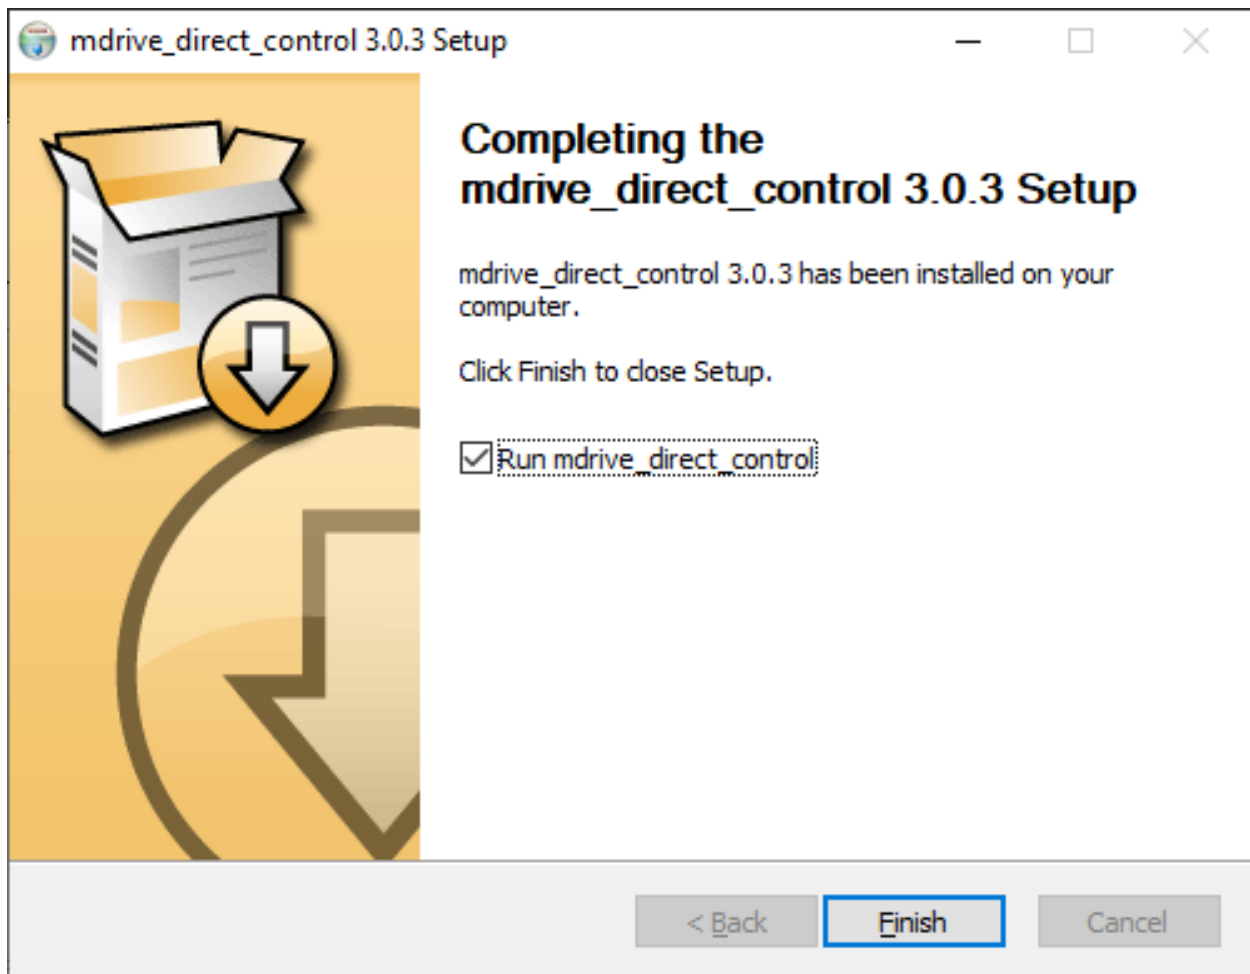 mdrive_direct_control 3.0.3 Setup
Completing the
mdrive_direct_control 3.0.3 Setup
mdrive_direct_control 3.0.3 has been installed on your
computer.
Click Finish to close Setup.
Run mdrive_direct_control
< Back
Finish
Cancel